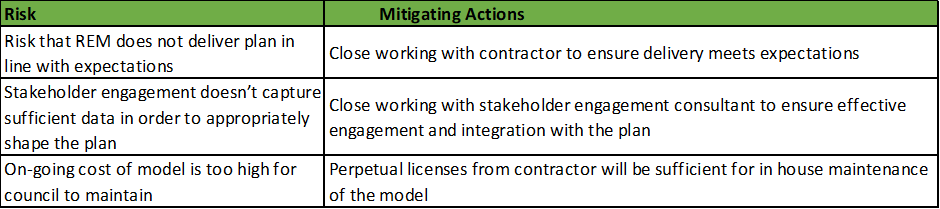 Risk
Mitigating Actions
Risk that REM does not deliver plan in
line with expectations
Close working with contractor to ensure delivery meets expectations
Stakeholder engagement doesn’t capture
sufficient data in order to appropriately
shape the plan
Close working with stakeholder engagement consultant to ensure effective
engagement and integration with the plan
On-going cost of model is too high for
council to maintain
Perpetual licenses from contractor will be sufficient for in house maintenance
of the model